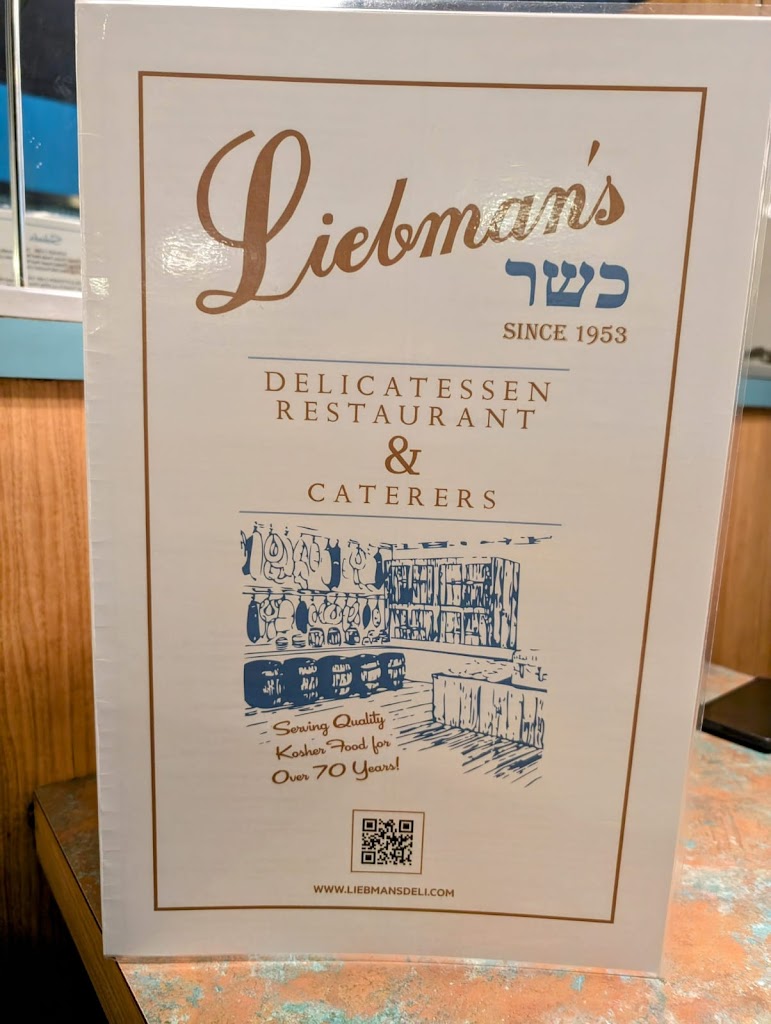 Liebman's
כשר
SINCE 1953
DELICATESSEN
RESTAURANT
&
CATERERS
Serving Quality
Kosher Food for
Over 70 Years!
WWW.LIEBMANSDELI.COM